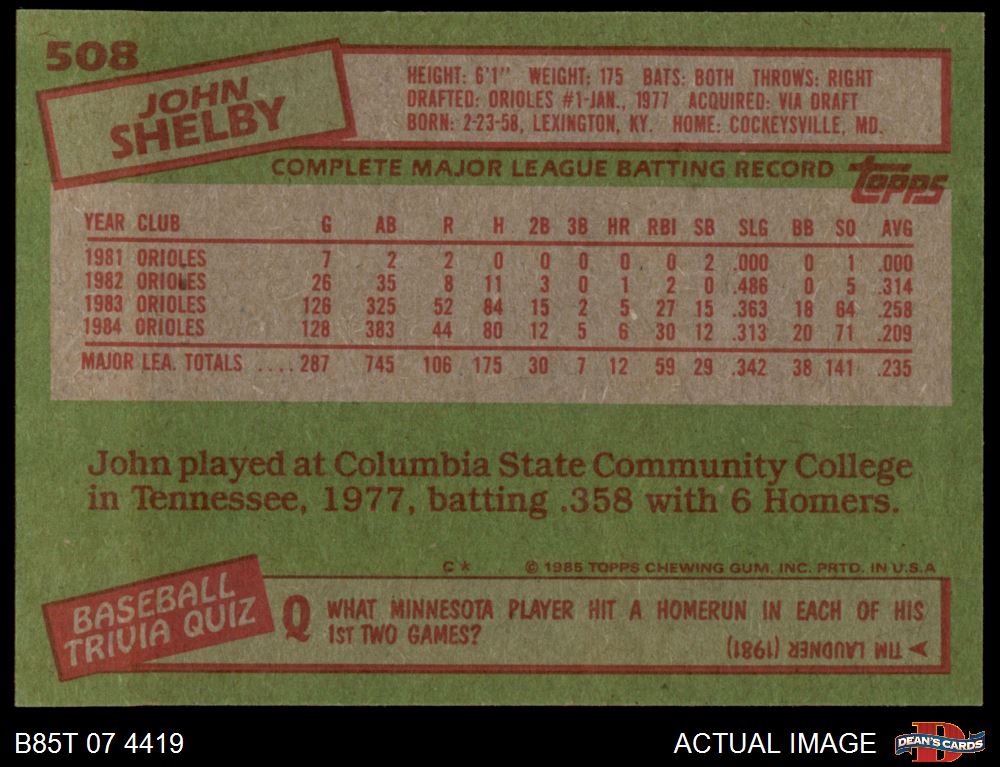 508
JOHN
SHELBY
HEIGHT: 6'1" WEIGHT: 175 BATS: BOTH THROWS: RIGHT
DRAFTED: ORIOLES #1-JAN., 1977 ACQUIRED: VIA DRAFT
BORN: 2-23-58, LEXINGTON, KY. HOME: COCKEYSVILLE, MD.
COMPLETE MAJOR LEAGUE BATTING RECORD
Topps
YEAR CLUB G AB R H 2B 3B HR RBI SB SLG BB SO AVG
1981 ORIOLES 7 2 2 0 0 0 0 0 2 .000 0 1 .000
1982 ORIOLES 26 35 8 11 3 0 1 2 0 .486 0 5 .314
1983 ORIOLES 126 325 52 84 15 2 5 27 15 .363 18 64 .258
1984 ORIOLES 128 383 44 80 12 5 6 30 12 .313 20 71 .209
MAJOR LEA. TOTALS ....287 745 106 175 30 7 12 59 29 .342 38 141 .235
John played at Columbia State Community College
in Tennessee, 1977, batting .358 with 6 Homers.
C* © 1985 TOPPS CHEWING GUM, INC. PRTD. IN U.S.A
BASEBALL
TRIVIA QUIZ
Q WHAT MINNESOTA PLAYER HIT A HOMERUN IN EACH OF HIS
1ST TWO GAMES?
TIM LAUDNER (1981)
B85T 07 4419
ACTUAL IMAGE
D
DEAN'S CARDS